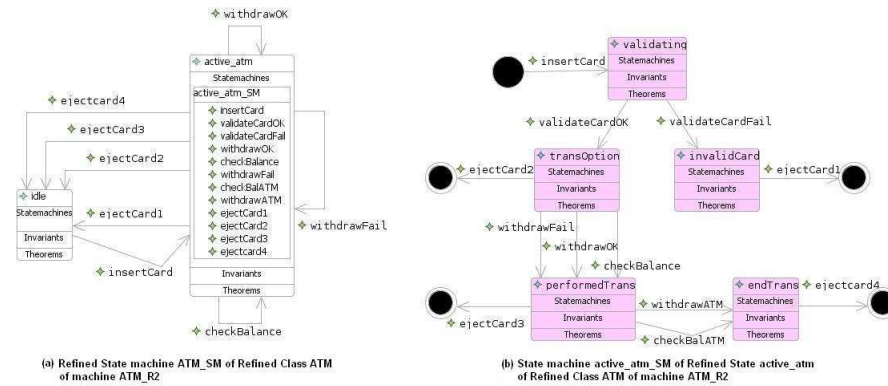 withdrawOK
active_atm
Statemachines
active_atm_SM
insertCard
validateCardOK
validateCardFail
withdrawOK
checkBalance
withdrawFail
checkBalATM
withdrawATM
ejectCard1
ejectCard2
ejectCard3
ejectcard4
Invariants
Theorems
ejectcard4
ejectCard3
ejectCard2
idle
Statemachines
Invariants
Theorems
ejectCard1
insertCard
withdrawFail
checkBalance
(a) Refined State machine ATM_SM of Refined Class ATM
of machine ATM_R2
insertCard
validating
Statemachines
Invariants
Theorems
validateCardOK
validateCardFail
ejectCard2
transOption
Statemachines
Invariants
Theorems
invalidCard
Statemachines
Invariants
Theorems
ejectCard1
withdrawFail
withdrawOK
checkBalance
performedTrans
Statemachines
Invariants
Theorems
ejectCard3
withdrawATM
checkBalATM
endTrans
Statemachines
Invariants
Theorems
ejectcard4
(b) State machine active_atm_SM of Refined State active_atm
of Refined Class ATM of machine ATM_R2